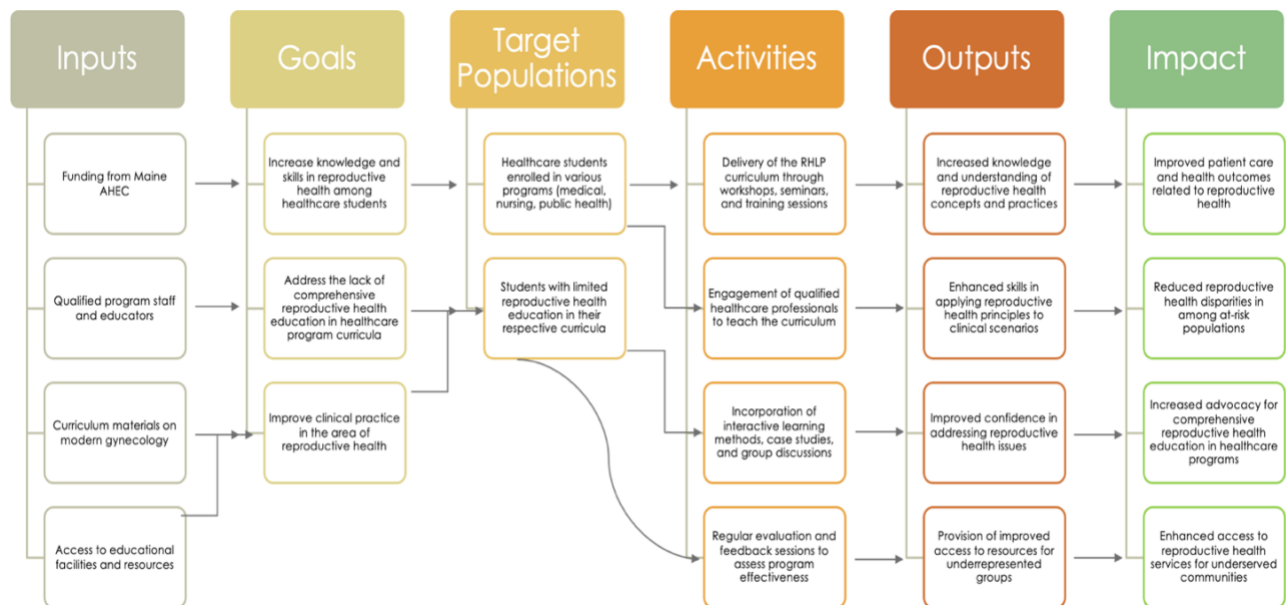 Inputs
Goals
Target
Populations
Activities
Outputs
Impact
Funding from Maine
AHEC
Increase knowledge and
skills in reproductive
health among
healthcare students
Healthcare students
enrolled in various
programs (medical,
nursing, public health)
Delivery of the RHLP
curriculum through
workshops, seminars,
and training sessions
Increased knowledge
and understanding of
reproductive health
concepts and practices
Improved patient care
and health outcomes
related to reproductive
health
Qualified program staff
and educators
Address the lack of
comprehensive
reproductive health
education in healthcare
program curricula
Students with limited
reproductive health
education in their
respective curricula
Engagement of qualified
healthcare professionals
to teach the curriculum
Enhanced skills in
applying reproductive
health principles to
clinical scenarios
Reduced reproductive
health disparities in
among at-risk
populations
Curriculum materials on
modern gynecology
Improve clinical practice
in the area of
reproductive health
Incorporation of
interactive learning
methods, case studies,
and group discussions
Improved confidence in
addressing reproductive
health issues
Increased advocacy for
comprehensive
reproductive health
education in healthcare
programs
Access to educational
facilities and resources
Regular evaluation and
feedback sessions to
assess program
effectiveness
Provision of improved
access to resources for
underrepresented
groups
Enhanced access to
reproductive health
services for underserved
communities